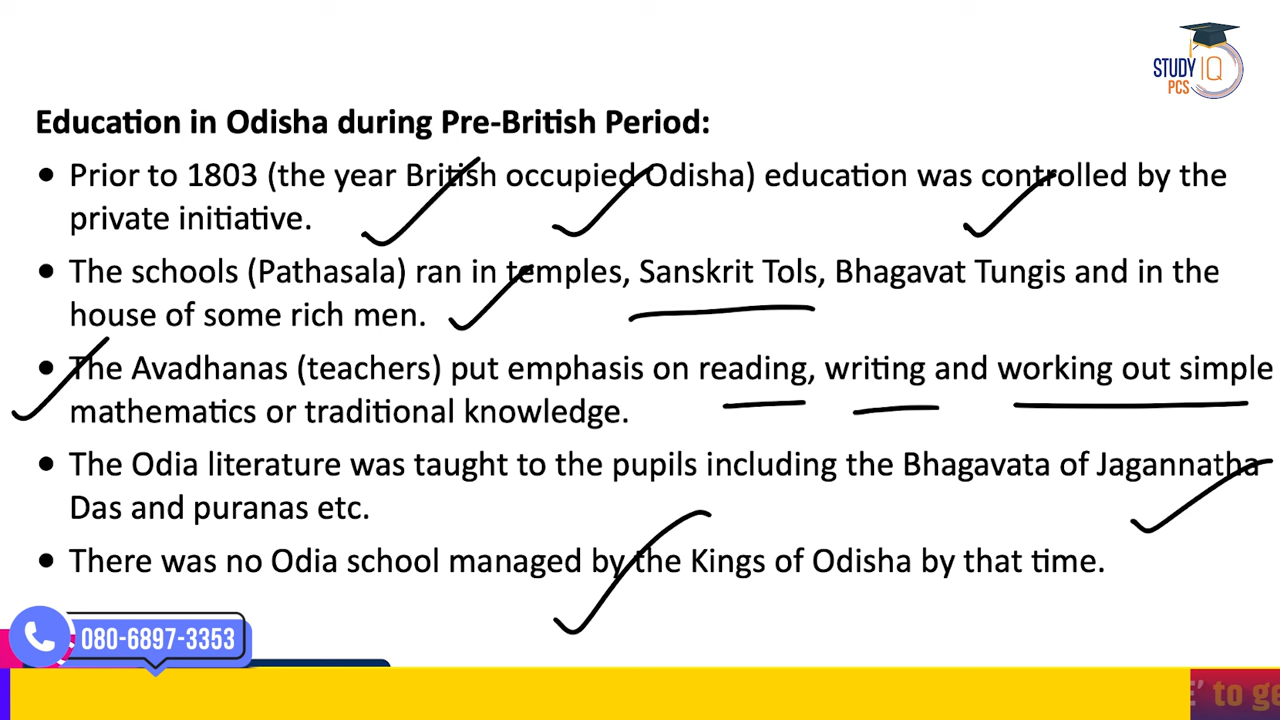 STUDY IQ
PCS
Education in Odisha during Pre-British Period:
• Prior to 1803 (the year British occupied Odisha) education was controlled by the
private initiative.
• The schools (Pathasala) ran in temples, Sanskrit Tols, Bhagavat Tungis and in the
house of some rich men.
• The Avadhanas (teachers) put emphasis on reading, writing and working out simple
mathematics or traditional knowledge.
• The Odia literature was taught to the pupils including the Bhagavata of Jagannatha
Das and puranas etc.
• There was no Odia school managed by the Kings of Odisha by that time.
080-6897-3353
E' to ge